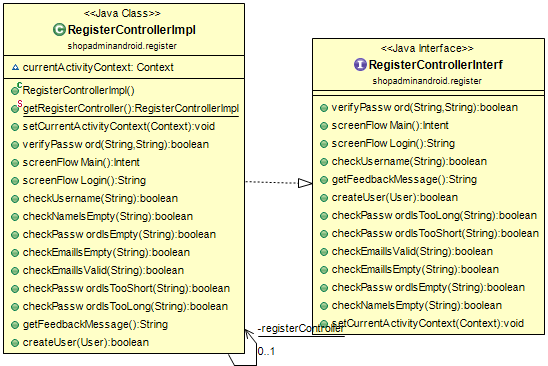 <<Java Class>>
RegisterControllerImpl
shopadminandroid.register
currentActivityContext: Context
RegisterControllerImpl()
getRegisterController():RegisterControllerImpl
setCurrentActivityContext(Context):void
verifyPassword(String,String):boolean
screenFlowMain():Intent
screenFlowLogin():String
checkUsername(String):boolean
checkNameIsEmpty(String):boolean
checkPasswordIsEmpty(String):boolean
checkEmailIsEmpty(String):boolean
checkEmailIsValid(String):boolean
checkPasswordIsTooShort(String):boolean
checkPasswordIsTooLong(String):boolean
getFeedbackMessage():String
createUser(User):boolean
<<Java Interface>>
RegisterControllerInterf
shopadminandroid.register
verifyPassword(String,String):boolean
screenFlowMain():Intent
screenFlowLogin():String
checkUsername(String):boolean
getFeedbackMessage():String
createUser(User):boolean
checkPasswordIsTooLong(String):boolean
checkPasswordIsTooShort(String):boolean
checkEmailIsValid(String):boolean
checkEmailIsEmpty(String):boolean
checkPasswordIsEmpty(String):boolean
checkNameIsEmpty(String):boolean
setCurrentActivityContext(Context):void
-registerController
0..1